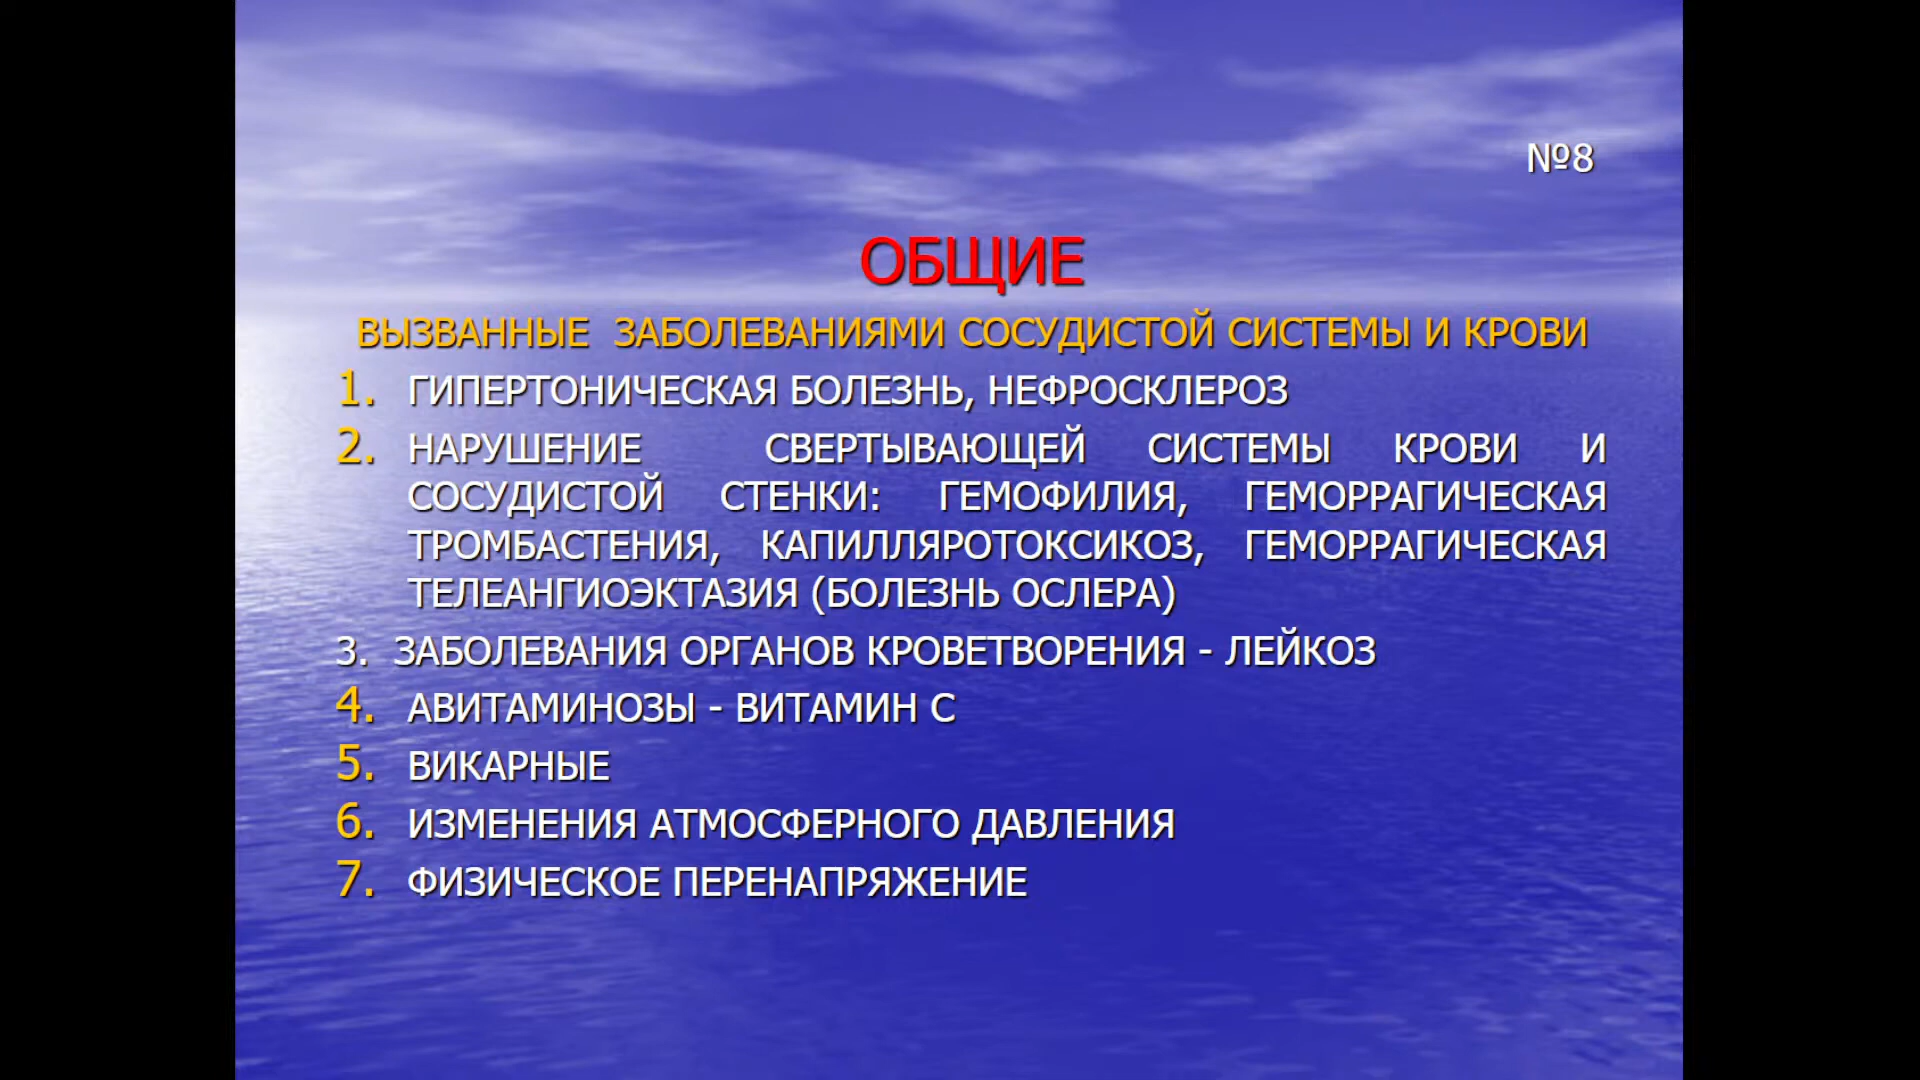 №8
ОБЩИЕ
ВЫЗВАННЫЕ ЗАБОЛЕВАНИЯМИ СОСУДИСТОЙ СИСТЕМЫ И КРОВИ
1. ГИПЕРТОНИЧЕСКАЯ БОЛЕЗНЬ, НЕФРОСКЛЕРОЗ
2. НАРУШЕНИЕ СВЕРТЫВАЮЩЕЙ СИСТЕМЫ КРОВИ И
СОСУДИСТОЙ СТЕНКИ: ГЕМОФИЛИЯ, ГЕМОРРАГИЧЕСКАЯ
ТРОМБАСТЕНИЯ, КАПИЛЛЯРОТОКСИКОЗ, ГЕМОРРАГИЧЕСКАЯ
ТЕЛЕАНГИОЭКТАЗИЯ (БОЛЕЗНЬ ОСЛЕРА)
3. ЗАБОЛЕВАНИЯ ОРГАНОВ КРОВЕТВОРЕНИЯ - ЛЕЙКОЗ
4. АВИТАМИНОЗЫ - ВИТАМИН С
5. ВИКАРНЫЕ
6. ИЗМЕНЕНИЯ АТМОСФЕРНОГО ДАВЛЕНИЯ
7. ФИЗИЧЕСКОЕ ПЕРЕНАПРЯЖЕНИЕ